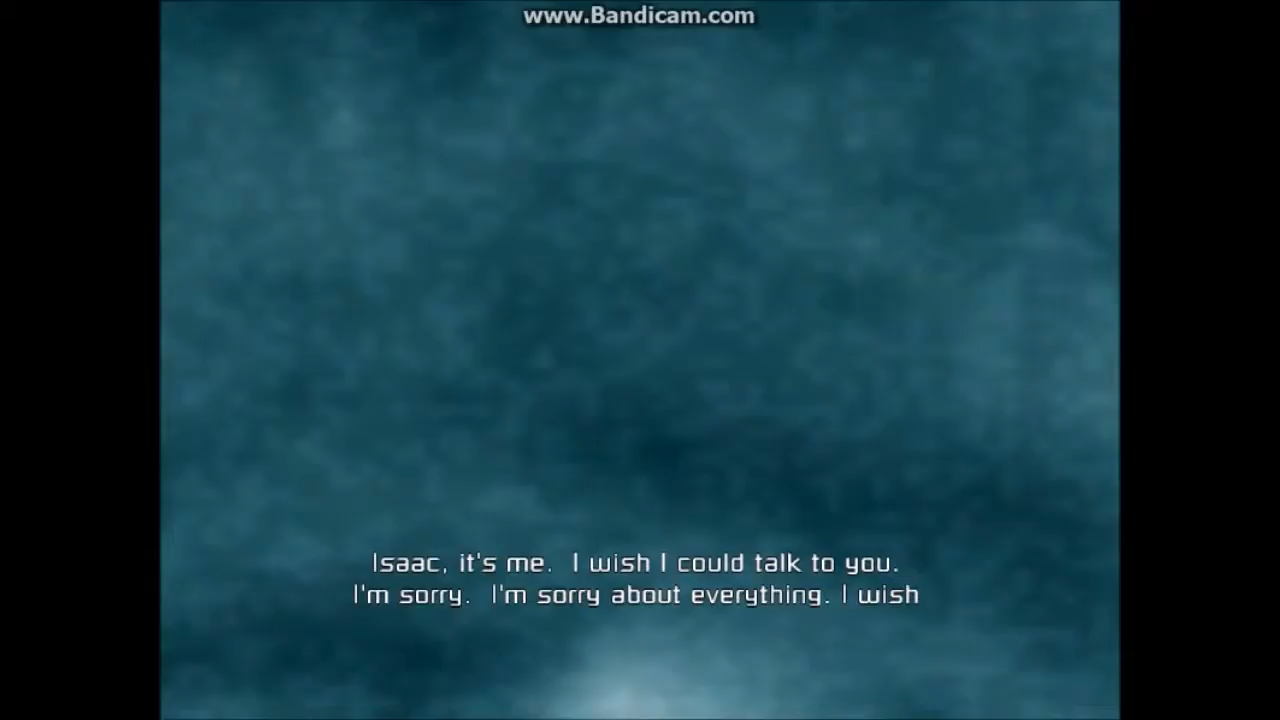 www.Bandicam.com
Isaac, it's me.  I wish I could talk to you.
I'm sorry.  I'm sorry about everything. I wish